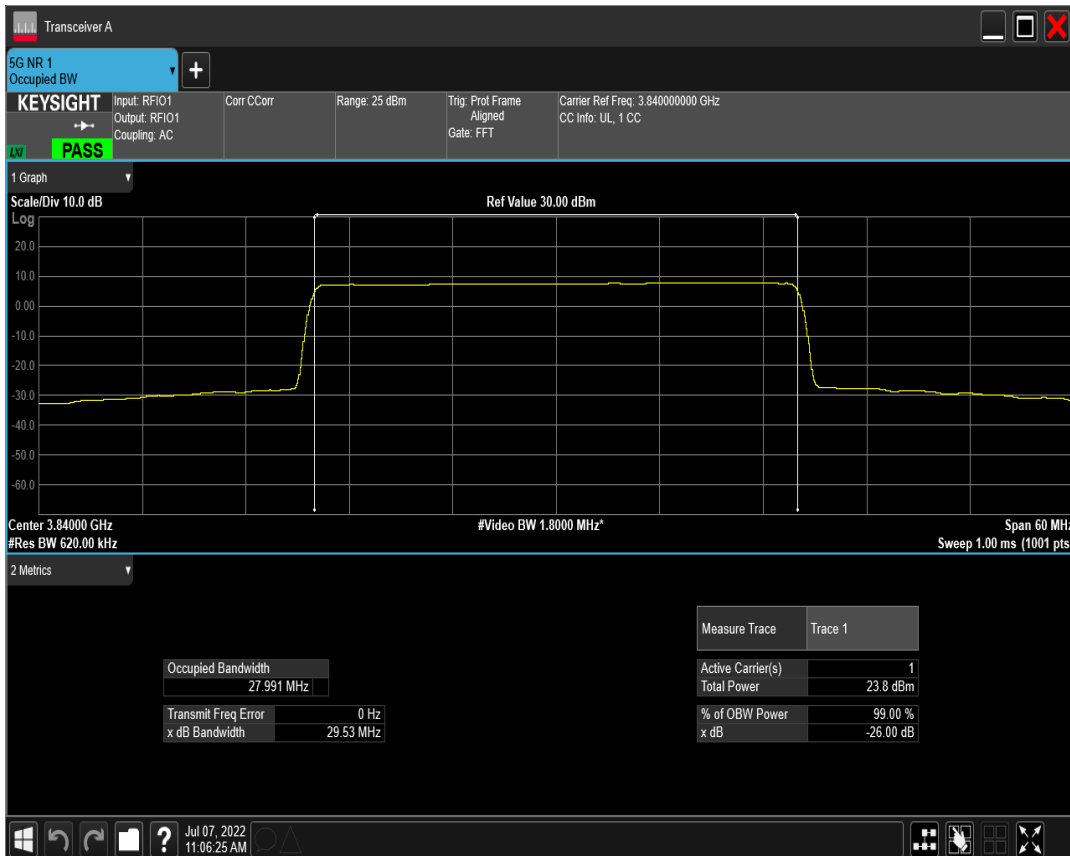 Transceiver A
5G NR 1
Occupied BW
+
KEYSIGHT
LXI
PASS
Input: RFIO1
Output: RFIO1
Coupling: AC
Corr CCorr
Range: 25 dBm
Trig: Prot Frame
Aligned
Gate: FFT
Carrier Ref Freq: 3.840000000 GHz
CC Info: UL, 1 CC
1 Graph
Scale/Div 10.0 dB
Ref Value 30.00 dBm
Log
20.0
10.0
0.00
-10.0
-20.0
-30.0
-40.0
-50.0
-60.0
Center 3.84000 GHz
#Video BW 1.8000 MHz*
Span 60 MHz
#Res BW 620.00 kHz
Sweep 1.00 ms (1001 pts
2 Metrics
Measure Trace Trace 1
Occupied Bandwidth
27.991 MHz
Active Carrier(s) 1
Total Power 23.8 dBm
Transmit Freq Error 0 Hz
x dB Bandwidth 29.53 MHz
% of OBW Power 99.00 %
x dB -26.00 dB
?
Jul 07, 2022
11:06:25 AM